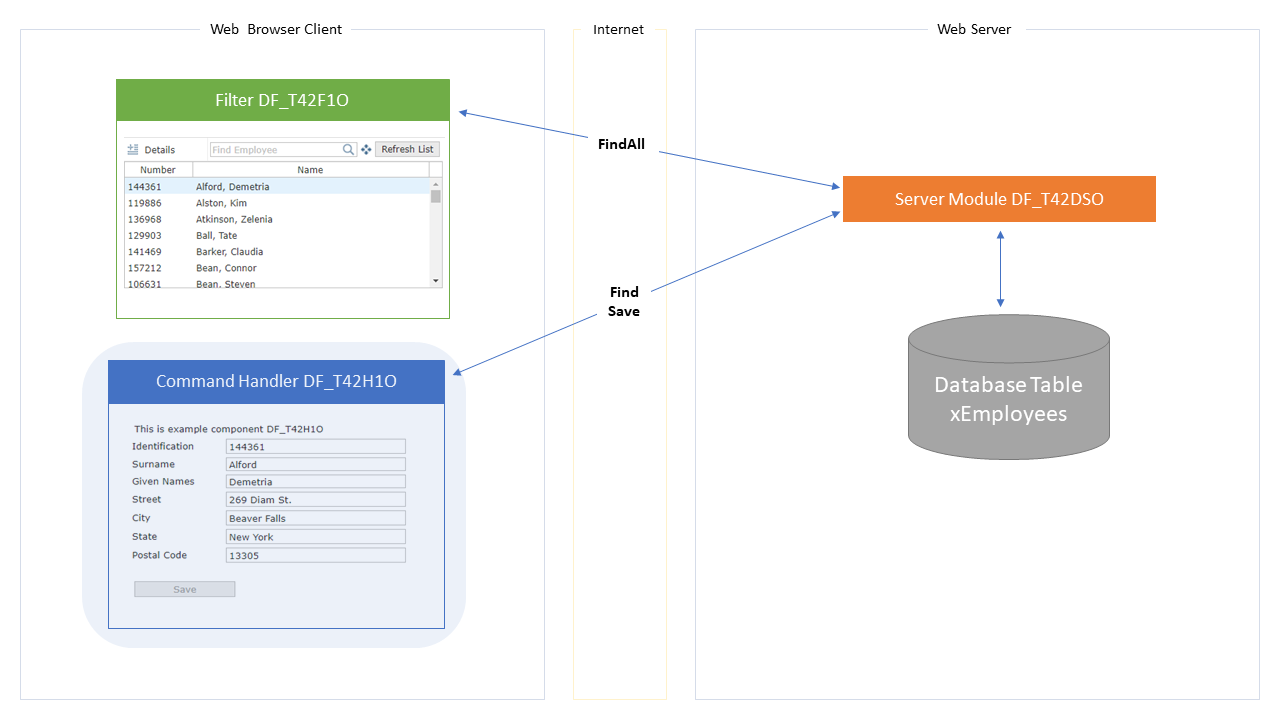 Web Browser Client
Internet
Web Server
Filter DF_T42F1O
Details
Find Employee
Refresh List
Number Name
144361 Alford, Demetria
119886 Alston, Kim
136968 Atkinson, Zelenia
129903 Ball, Tate
141469 Barker, Claudia
157212 Bean, Connor
106631 Bean, Steven
FindAll
Server Module DF_T42DSO
Find
Save
Database Table
xEmployees
Command Handler DF_T42H1O
This is example component DF_T42H1O
Identification 144361
Surname Alford
Given Names Demetria
Street 269 Diam St.
City Beaver Falls
State New York
Postal Code 13305
Save